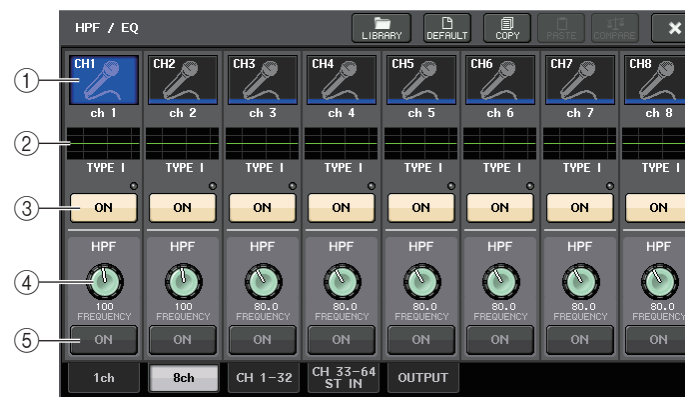 HPF / EQ LIBRARY DEFAULT COPY PASTE COMPARE
① CH1 CH2 CH3 CH4 CH5 CH6 CH7 CH8
ch 1 ch 2 ch 3 ch 4 ch 5 ch 6 ch 7 ch 8
②
TYPE I TYPE I TYPE I TYPE I TYPE I TYPE I TYPE I TYPE I
③ ON ON ON ON ON ON ON ON
HPF HPF HPF HPF HPF HPF HPF HPF
④
100 100 80.0 80.0 80.0 80.0 80.0 80.0
FREQUENCY FREQUENCY FREQUENCY FREQUENCY FREQUENCY FREQUENCY FREQUENCY FREQUENCY
⑤ ON ON ON ON ON ON ON ON
1ch 8ch CH 1-32 CH 33-64 OUTPUT
ST IN